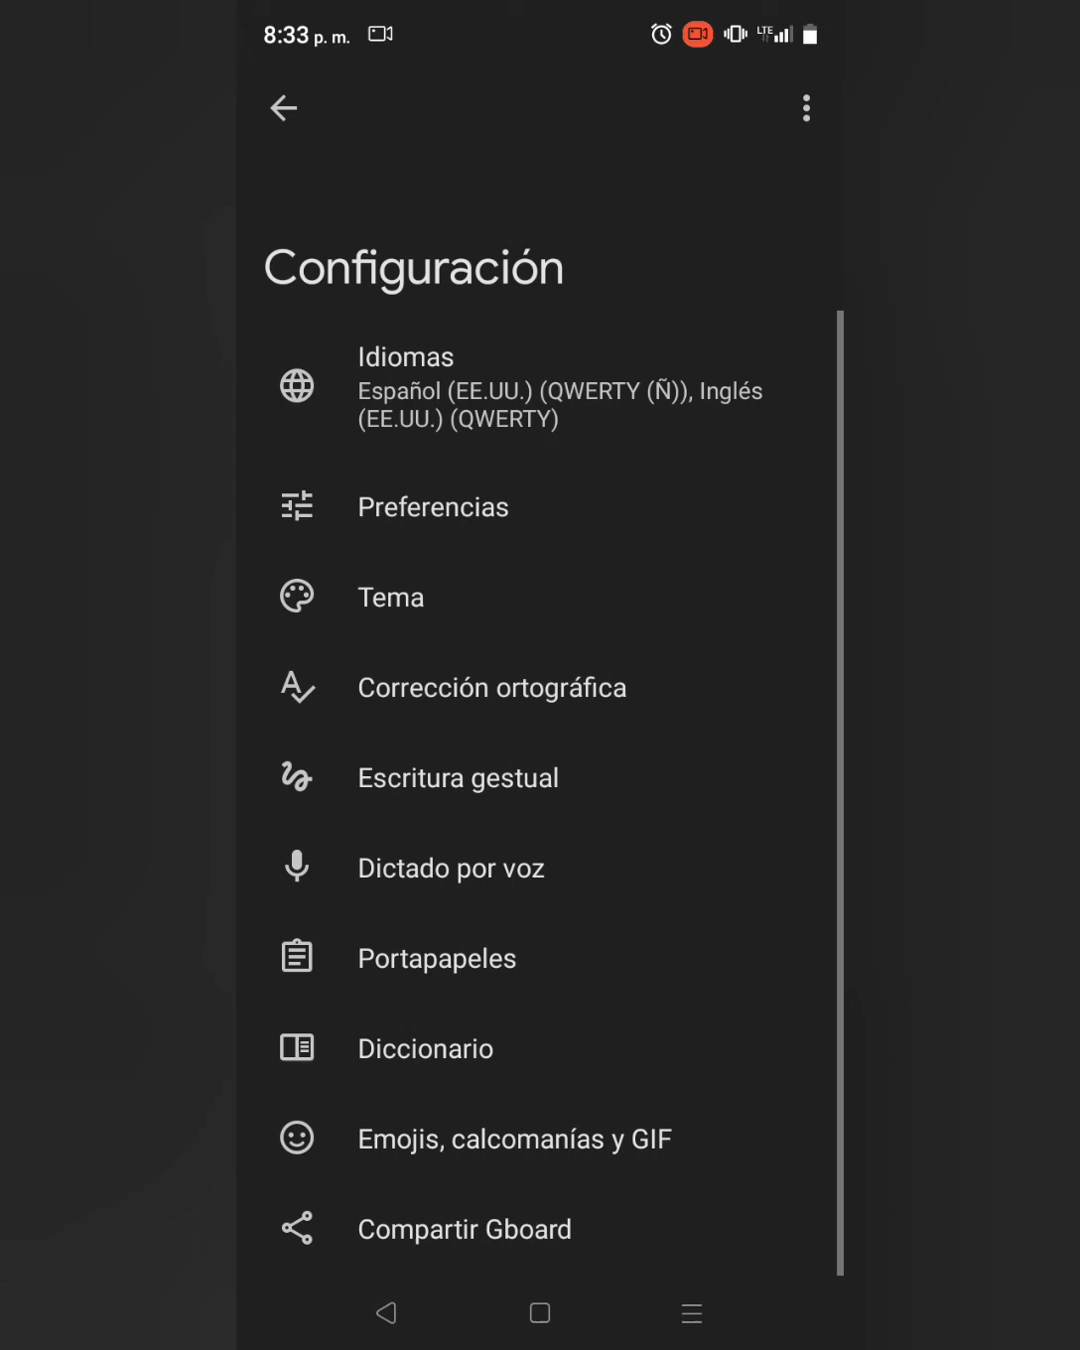 8:33 p. m.
LTE
Configuración
Idiomas
Español (EE.UU.) (QWERTY (Ñ)), Inglés
(EE.UU.) (QWERTY)
Preferencias
Tema
Corrección ortográfica
Escritura gestual
Dictado por voz
Portapapeles
Diccionario
Emojis, calcomanías y GIF
Compartir Gboard